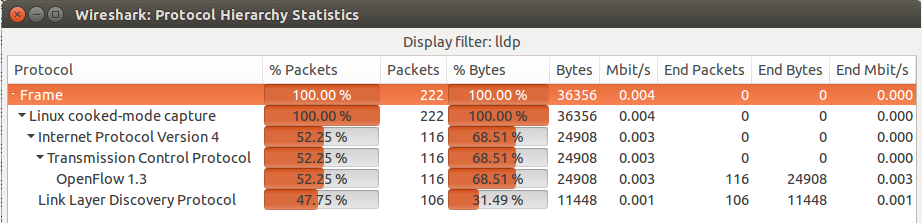 Wireshark: Protocol Hierarchy Statistics
Display filter: lldp
Protocol % Packets Packets % Bytes Bytes Mbit/s End Packets End Bytes End Mbit/s
Frame 100.00 % 222 100.00 % 36356 0.004 0 0 0.000
Linux cooked-mode capture 100.00 % 222 100.00 % 36356 0.004 0 0 0.000
Internet Protocol Version 4 52.25 % 116 68.51 % 24908 0.003 0 0 0.000
Transmission Control Protocol 52.25 % 116 68.51 % 24908 0.003 0 0 0.000
OpenFlow 1.3 52.25 % 116 68.51 % 24908 0.003 116 24908 0.003
Link Layer Discovery Protocol 47.75 % 106 31.49 % 11448 0.001 106 11448 0.001